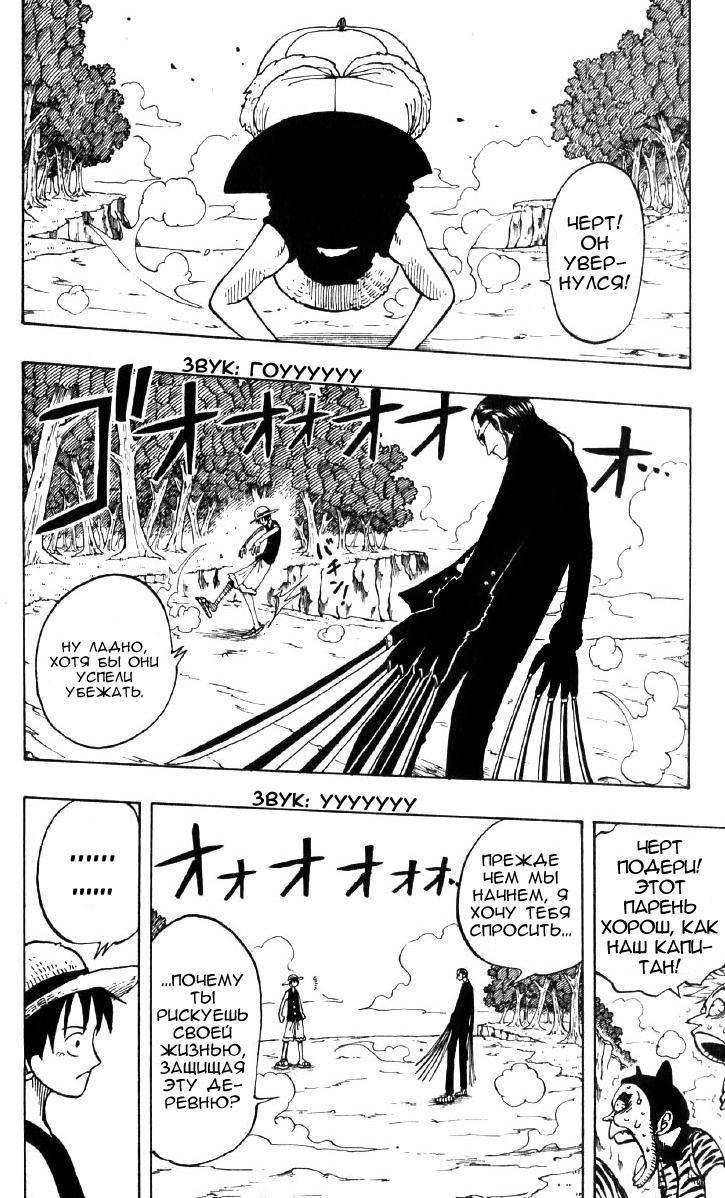 ЧЕРТ!
ОН
УВЕР-
НУЛСЯ!
ЗВУК: ГОУУУУУУ
ゴオオオオオオ…
バチン!
НУ ЛАДНО,
ХОТЯ БЫ ОНИ
УСПЕЛИ
УБЕЖАТЬ.
ЧЕРТ
ПОДЕРИ!
ЭТОТ
ПАРЕНЬ
ХОРОШ, КАК
НАШ КАПИ-
ТАН!
ЗВУК: УУУУУУУ
オォオオォォォ
ПРЕЖДЕ
ЧЕМ МЫ
НАЧНЕМ, Я
ХОЧУ ТЕБЯ
СПРОСИТЬ...
...ПОЧЕМУ
ТЫ
РИСКУЕШЬ
СВОЕЙ
ЖИЗНЬЮ,
ЗАЩИЩАЯ
ЭТУ ДЕ-
РЕВНЮ?
......
......